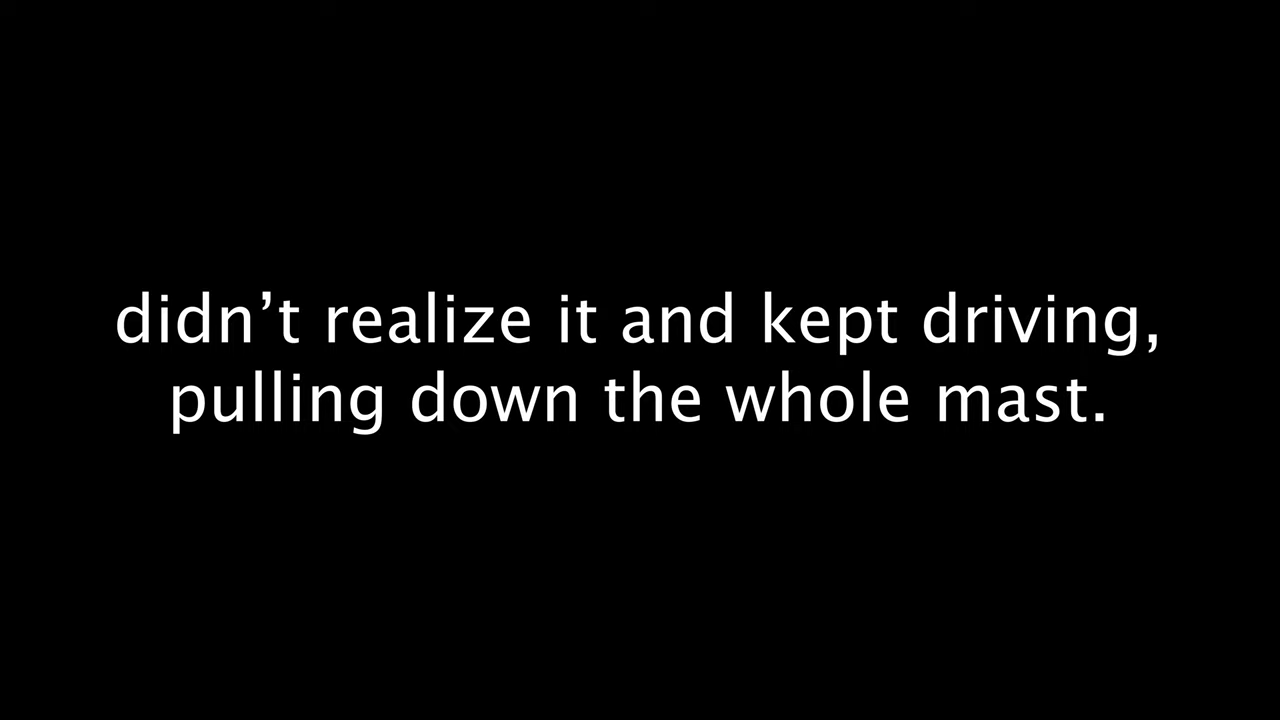 didn’t realize it and kept driving,
pulling down the whole mast.